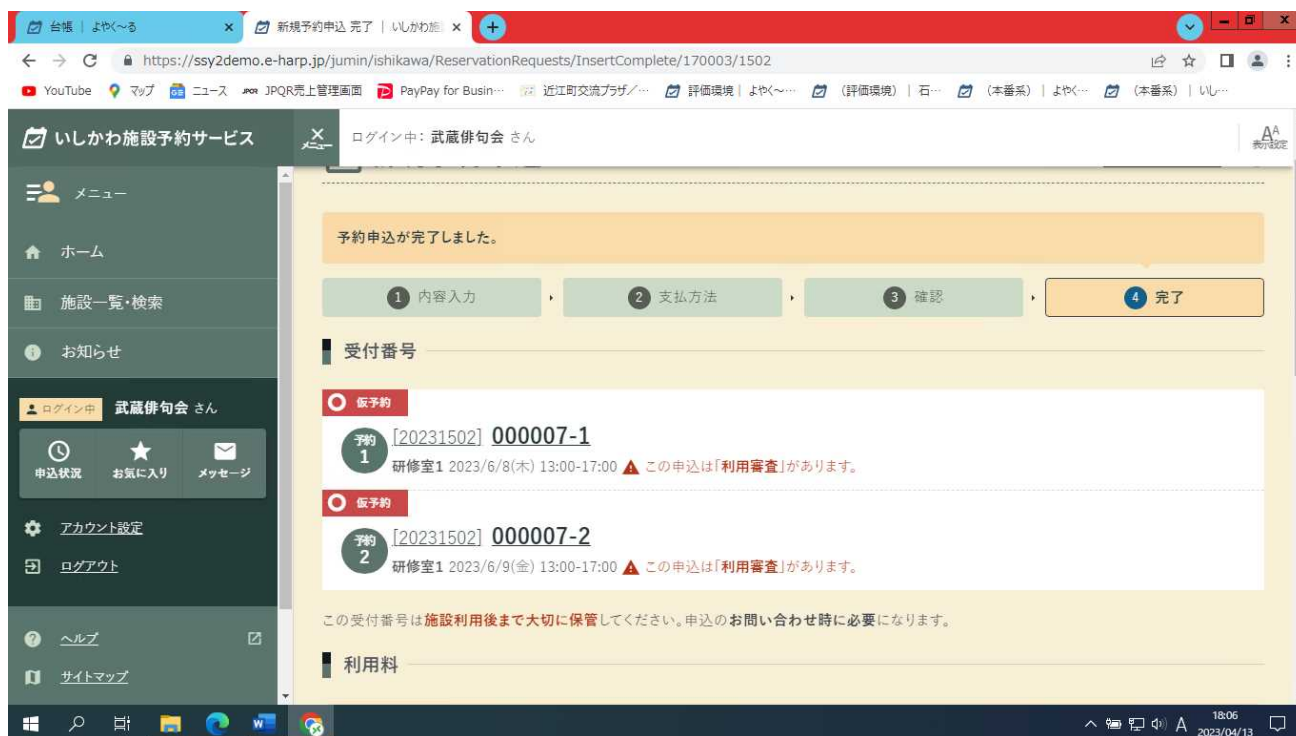 台帳 | よやく～る
新規予約申込 完了 | いしかわ施
https://ssy2demo.e-harp.jp/jumin/ishikawa/ReservationRequests/InsertComplete/170003/1502
YouTube マップ ニュース JPQR売上管理画面 PayPay for Busin… 近江町交流プラザ／… 評価環境 | よやく～… （評価環境） | 石… （本番系） | よやく… （本番系） | いし…
いしかわ施設予約サービス
メニュー
ログイン中: 武蔵俳句会 さん
AA
表示設定
メニュー
ホーム
施設一覧・検索
お知らせ
ログイン中 武蔵俳句会 さん
申込状況 お気に入り メッセージ
アカウント設定
ログアウト
ヘルプ
サイトマップ
予約申込が完了しました。
1 内容入力
2 支払方法
3 確認
4 完了
受付番号
仮予約
予約 1 [20231502] 000007-1
研修室1 2023/6/8(木) 13:00-17:00 この申込は「利用審査」があります。
仮予約
予約 2 [20231502] 000007-2
研修室1 2023/6/9(金) 13:00-17:00 この申込は「利用審査」があります。
この受付番号は施設利用後まで大切に保管してください。申込のお問い合わせ時に必要になります。
利用料
A
18:06
2023/04/13